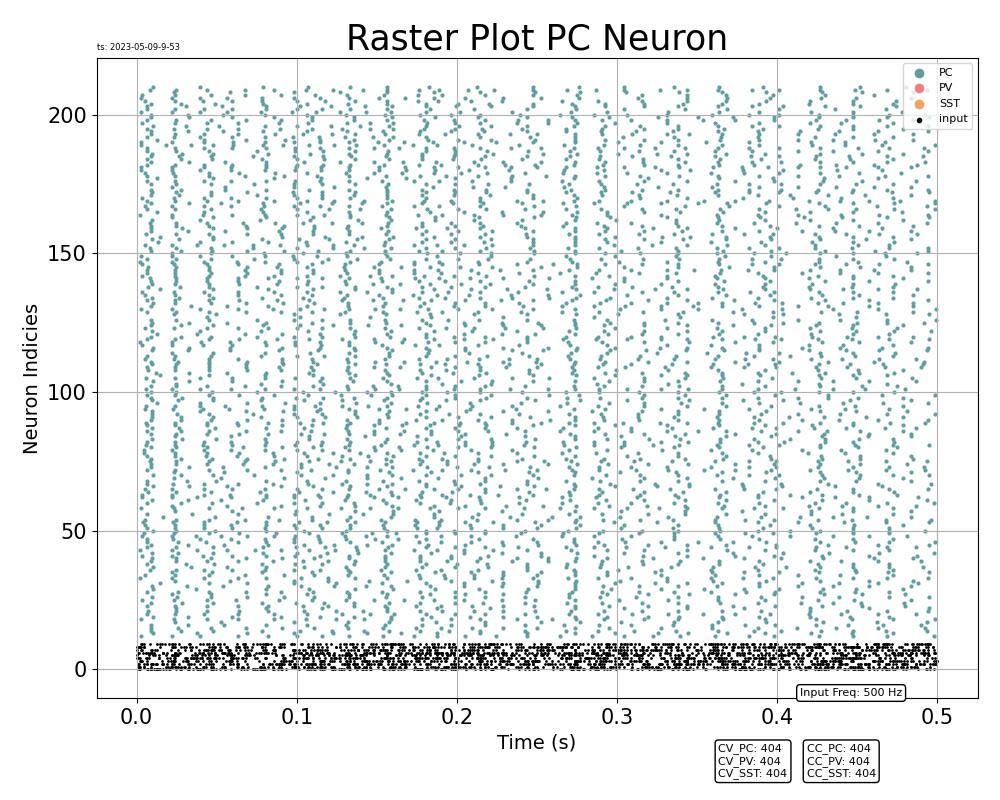 Raster Plot PC Neuron
ts: 2023-05-09-9-53
PC
PV
SST
input
200
150
100
50
0
Neuron Indicies
0.0 0.1 0.2 0.3 0.4 0.5
Time (s)
Input Freq: 500 Hz
CV_PC: 404
CV_PV: 404
CV_SST: 404
CC_PC: 404
CC_PV: 404
CC_SST: 404